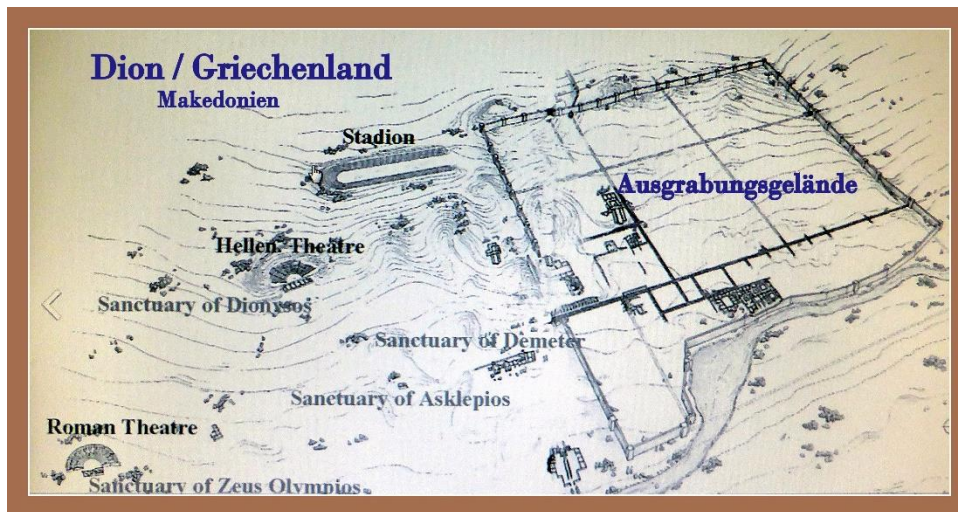 Dion / Griechenland
Makedonien
Stadion
Ausgrabungsgelände
Hellen. Theatre
Sanctuary of Dionysos
Sanctuary of Demeter
Sanctuary of Asklepios
Roman Theatre
Sanctuary of Zeus Olympios